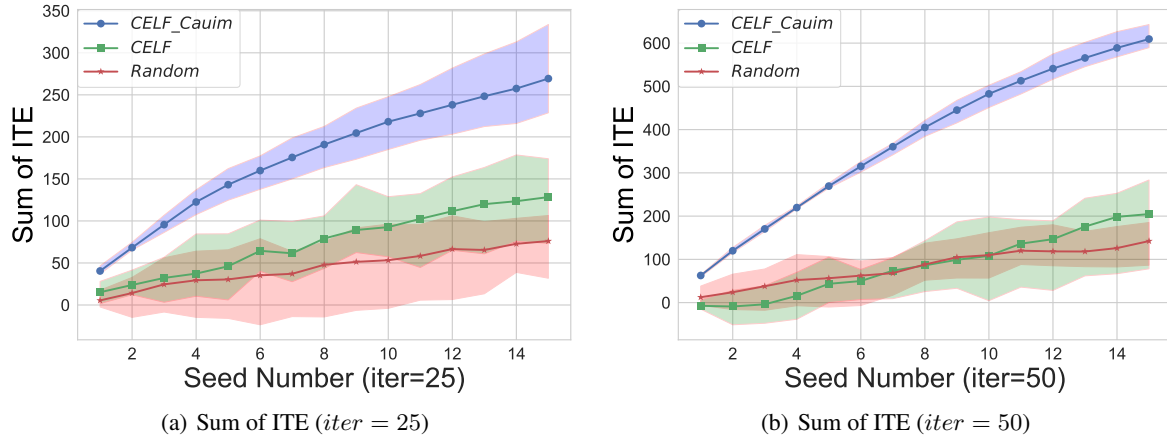 CELF_Cauim
CELF
Random
350
300
250
200
150
100
50
0
Sum of ITE
2 4 6 8 10 12 14
Seed Number (iter=25)
(a) Sum of ITE (iter = 25)
CELF_Cauim
CELF
Random
600
500
400
300
200
100
0
Sum of ITE
2 4 6 8 10 12 14
Seed Number (iter=50)
(b) Sum of ITE (iter = 50)